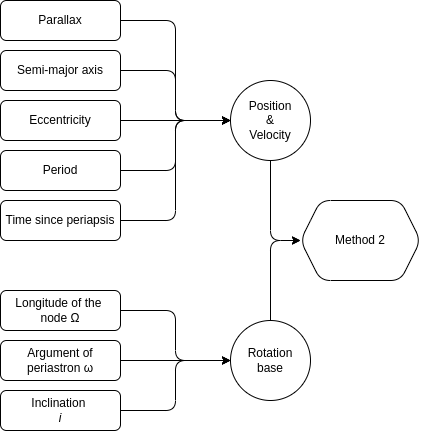 Parallax
Semi-major axis
Eccentricity
Period
Time since periapsis
Position
&
Velocity
Method 2
Longitude of the
node Ω
Argument of
periastron ω
Inclination
i
Rotation
base